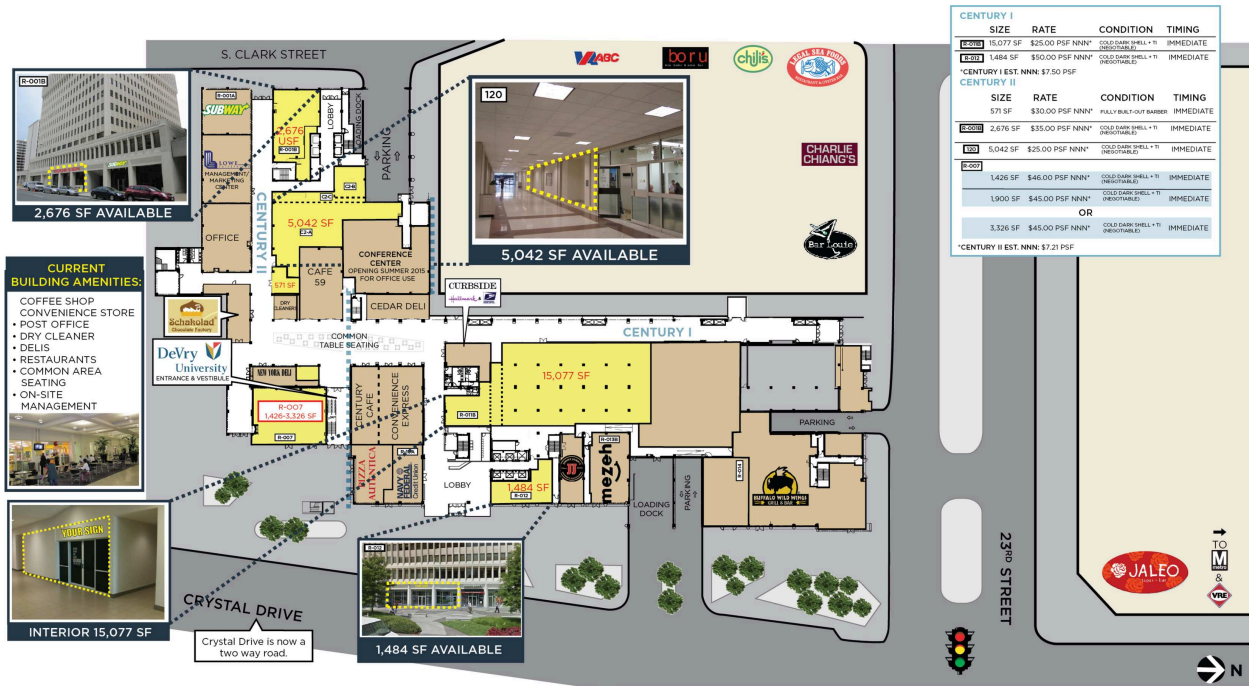 S. CLARK STREET
R-001B
2,676 SF AVAILABLE
R-001A
SUBWAY
LOWE
MANAGEMENT/
MARKETING
CENTER
OFFICE
2,676
USF
R-001B
LOBBY
LOADING DOCK
PARKING
C2-B
C2-C
5,042 SF
C2-A
CENTURY II
571 SF
CAFE
59
CONFERENCE
CENTER
OPENING SUMMER 2015
FOR OFFICE USE
DRY
CLEANERS
CEDAR DELI
120
5,042 SF AVAILABLE
ABC
boru
chili's
LEGAL SEA FOODS
CHARLIE
CHIANG'S
Bar Louie
CENTURY I
SIZE RATE CONDITION TIMING
R-011B 15,077 SF $25.00 PSF NNN* COLD DARK SHELL + TI (NEGOTIABLE) IMMEDIATE
R-012 1,484 SF $50.00 PSF NNN* COLD DARK SHELL + TI (NEGOTIABLE) IMMEDIATE
*CENTURY I EST. NNN: $7.50 PSF
CENTURY II
SIZE RATE CONDITION TIMING
571 SF $30.00 PSF NNN* FULLY BUILT-OUT BARBER IMMEDIATE
R-001B 2,676 SF $35.00 PSF NNN* COLD DARK SHELL + TI (NEGOTIABLE) IMMEDIATE
120 5,042 SF $25.00 PSF NNN* COLD DARK SHELL + TI (NEGOTIABLE) IMMEDIATE
R-007
1,426 SF $46.00 PSF NNN* COLD DARK SHELL + TI (NEGOTIABLE) IMMEDIATE
1,900 SF $45.00 PSF NNN* COLD DARK SHELL + TI (NEGOTIABLE) IMMEDIATE
OR
3,326 SF $45.00 PSF NNN* COLD DARK SHELL + TI (NEGOTIABLE) IMMEDIATE
*CENTURY II EST. NNN: $7.21 PSF
CURRENT
BUILDING AMENITIES:
COFFEE SHOP
CONVENIENCE STORE
• POST OFFICE
• DRY CLEANER
• DELIS
• RESTAURANTS
• COMMON AREA
SEATING
• ON-SITE
MANAGEMENT
Schakolad
Chocolate Factory
DeVry
University
ENTRANCE & VESTIBULE
COMMON
TABLE SEATING
NEW YORK DELI
R-007
1,426-3,326 SF
R-007
CURBSIDE
Hallmark &
CENTURY I
CENTURY
CAFE
CONVENIENCE
EXPRESS
PIZZA
AUTENTICA
NAVY
FEDERAL
Credit Union
LOBBY
15,077 SF
R-011B
1,484 SF
R-012
JJ
R-013B
mezeh
R-014
BUFFALO WILD WINGS
GRILL & BAR
PARKING
LOADING
DOCK
PARKING
YOUR SIGN
INTERIOR 15,077 SF
CRYSTAL DRIVE
Crystal Drive is now a
two way road.
R-012
1,484 SF AVAILABLE
23RD STREET
JALEO
TO
M
metro
&
VRE
N